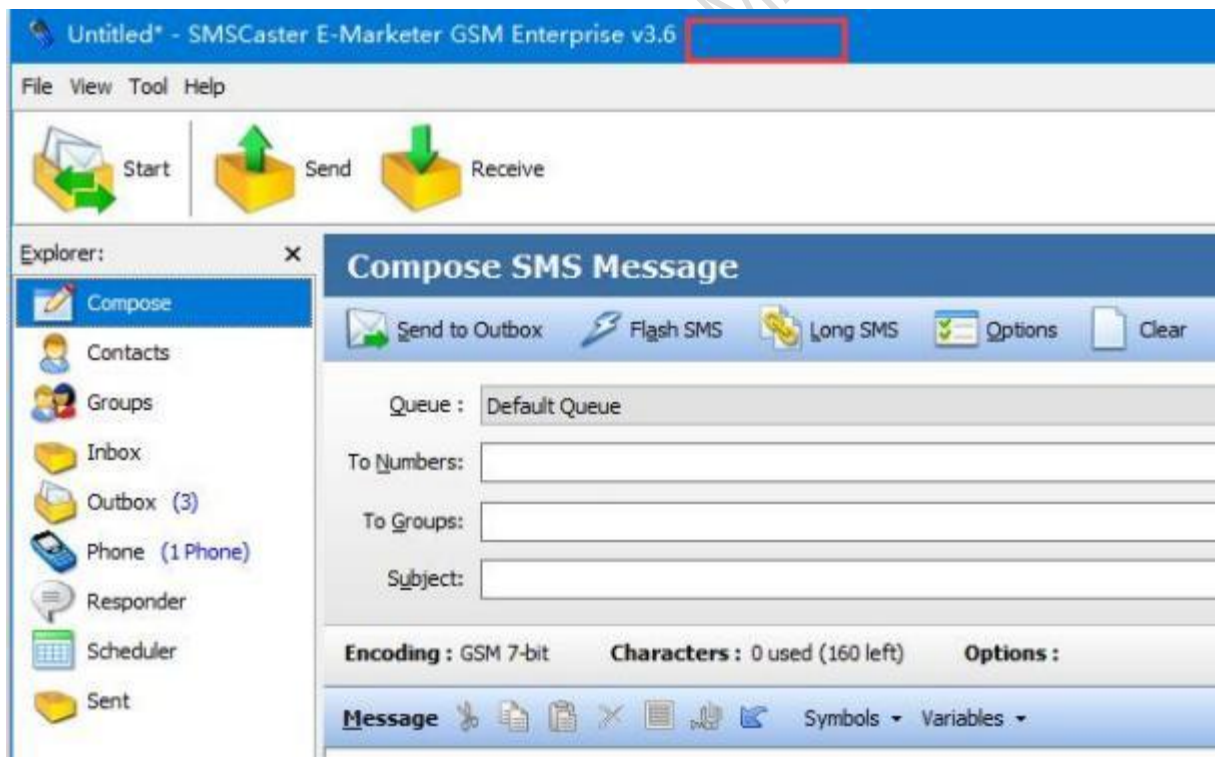 Untitled* - SMSCaster E-Marketer GSM Enterprise v3.6
File View Tool Help
Start Send Receive
Explorer:
Compose
Contacts
Groups
Inbox
Outbox (3)
Phone (1 Phone)
Responder
Scheduler
Sent
Compose SMS Message
Send to Outbox Flash SMS Long SMS Options Clear
Queue : Default Queue
To Numbers:
To Groups:
Subject:
Encoding : GSM 7-bit Characters : 0 used (160 left) Options :
Message Symbols Variables